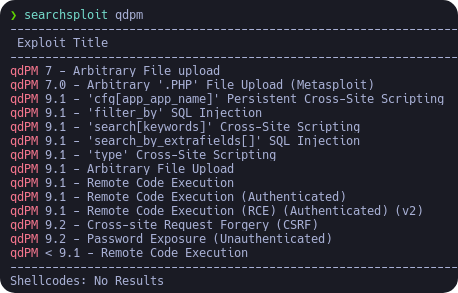 ❯ searchsploit qdpm
---------------------------------------------------------------
Exploit Title
---------------------------------------------------------------
qdPM 7 - Arbitrary File upload
qdPM 7.0 - Arbitrary '.PHP' File Upload (Metasploit)
qdPM 9.1 - 'cfg[app_app_name]' Persistent Cross-Site Scripting
qdPM 9.1 - 'filter_by' SQL Injection
qdPM 9.1 - 'search[keywords]' Cross-Site Scripting
qdPM 9.1 - 'search_by_extrafields[]' SQL Injection
qdPM 9.1 - 'type' Cross-Site Scripting
qdPM 9.1 - Arbitrary File Upload
qdPM 9.1 - Remote Code Execution
qdPM 9.1 - Remote Code Execution (Authenticated)
qdPM 9.1 - Remote Code Execution (RCE) (Authenticated) (v2)
qdPM 9.2 - Cross-site Request Forgery (CSRF)
qdPM 9.2 - Password Exposure (Unauthenticated)
qdPM < 9.1 - Remote Code Execution
---------------------------------------------------------------
Shellcodes: No Results